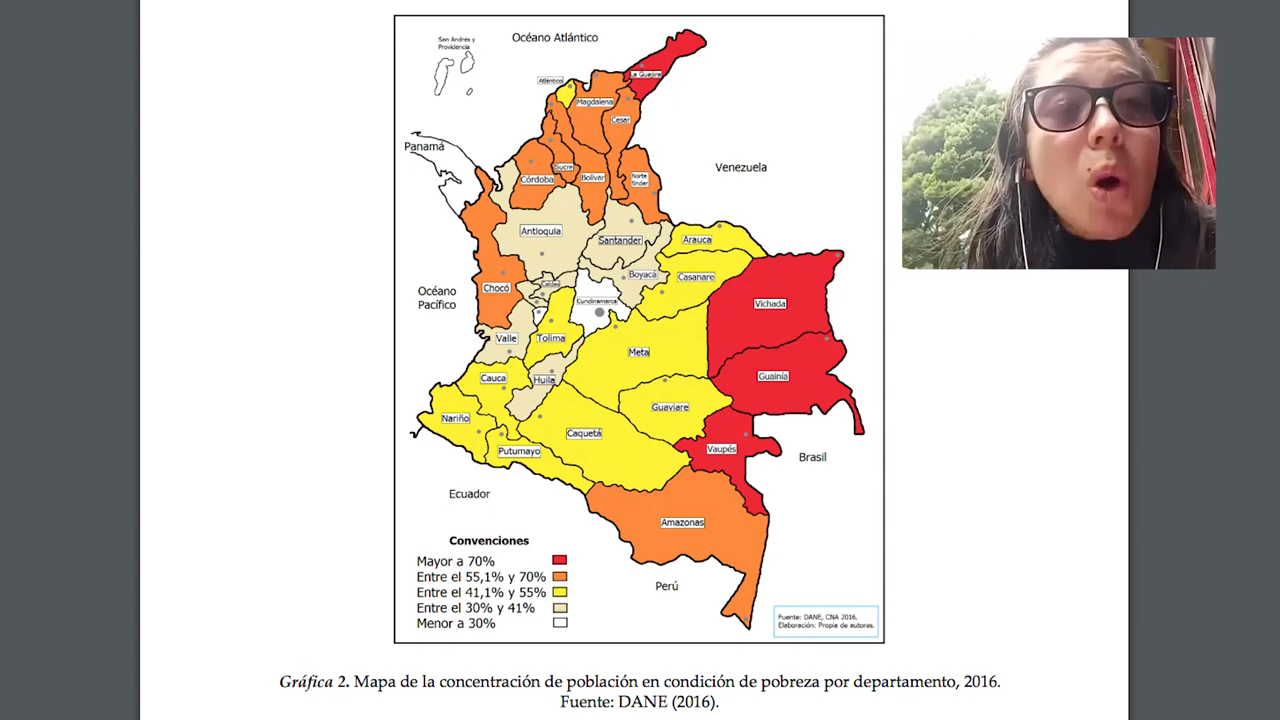 San Andrés y
Providencia
Océano Atlántico
La Guajira
Atlántico
Magdalena
Cesar
Panamá
Venezuela
Sucre
Córdoba
Bolívar
Norte
Snder
Antioquia
Santander
Arauca
Boyacá
Casanare
Caldas
Chocó
Océano
Pacífico
Cundinamarca
Vichada
Valle
Tolima
Meta
Cauca
Huila
Guainía
Guaviare
Nariño
Caquetá
Putumayo
Vaupés
Brasil
Ecuador
Amazonas
Perú
Convenciones
Mayor a 70%
Entre el 55,1% y 70%
Entre el 41,1% y 55%
Entre el 30% y 41%
Menor a 30%
Fuente: DANE, CNA 2016.
Elaboración: Propia de autores.
Gráfica 2. Mapa de la concentración de población en condición de pobreza por departamento, 2016.
Fuente: DANE (2016).